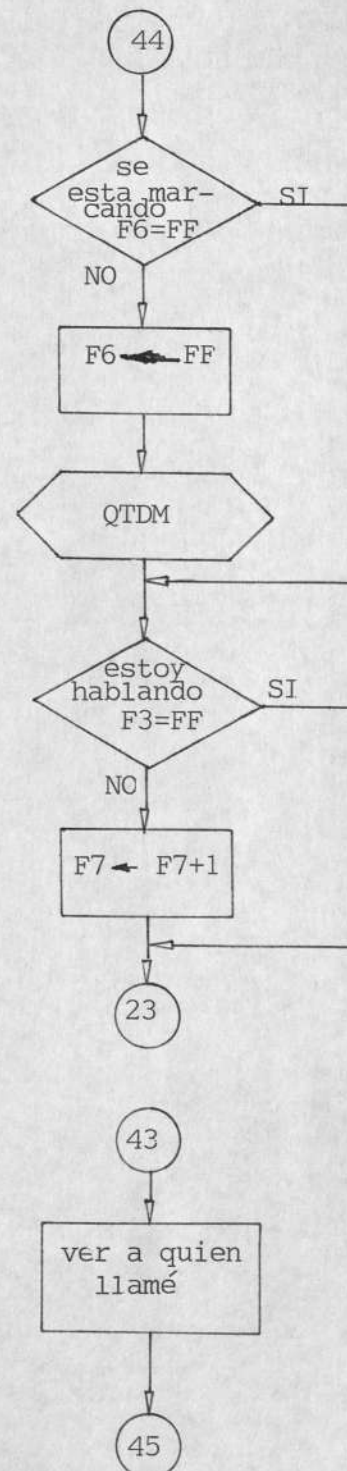 44
se
esta mar-
cando
F6=FF
SI
NO
F6 ← FF
QTDM
estoy
hablando
F3=FF
SI
NO
F7 ← F7+1
23
43
ver a quien
llamé
45